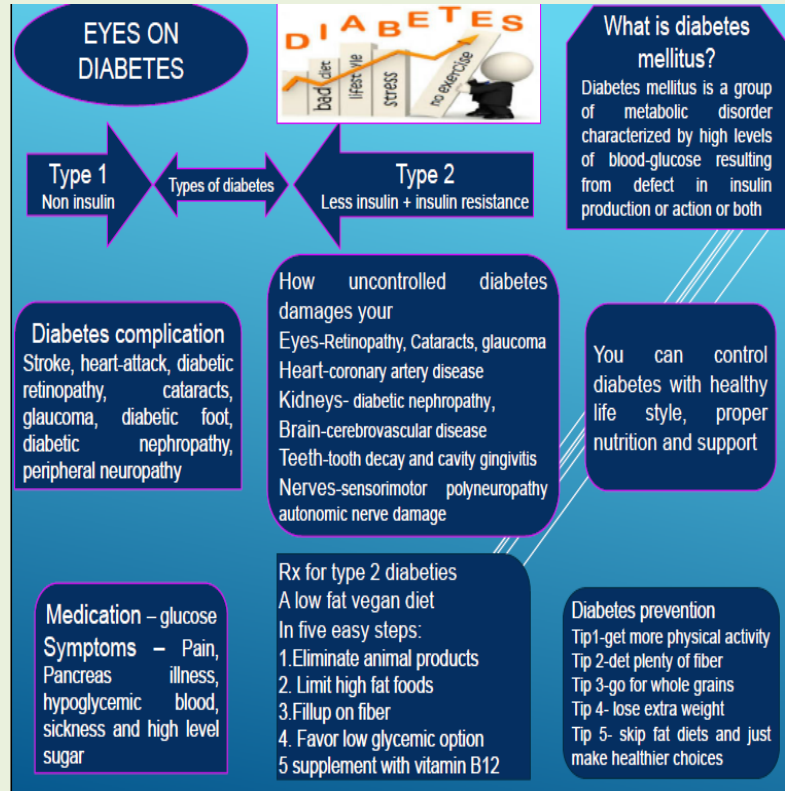 EYES ON
DIABETES
DIABETES
bad diet
lifestyle
stress
no exercise
What is diabetes
mellitus?
Diabetes mellitus is a group
of metabolic disorder
characterized by high levels
of blood-glucose resulting
from defect in insulin
production or action or both
Type 1
Non insulin
Types of diabetes
Type 2
Less insulin + insulin resistance
Diabetes complication
Stroke, heart-attack, diabetic
retinopathy, cataracts,
glaucoma, diabetic foot,
diabetic nephropathy,
peripheral neuropathy
How uncontrolled diabetes
damages your
Eyes-Retinopathy, Cataracts, glaucoma
Heart-coronary artery disease
Kidneys- diabetic nephropathy,
Brain-cerebrovascular disease
Teeth-tooth decay and cavity gingivitis
Nerves-sensorimotor polyneuropathy
autonomic nerve damage
You can control
diabetes with healthy
life style, proper
nutrition and support
Medication – glucose
Symptoms – Pain,
Pancreas illness,
hypoglycemic blood,
sickness and high level
sugar
Rx for type 2 diabeties
A low fat vegan diet
In five easy steps:
1.Eliminate animal products
2. Limit high fat foods
3.Fillup on fiber
4. Favor low glycemic option
5 supplement with vitamin B12
Diabetes prevention
Tip1-get more physical activity
Tip 2-det plenty of fiber
Tip 3-go for whole grains
Tip 4- lose extra weight
Tip 5- skip fat diets and just
make healthier choices